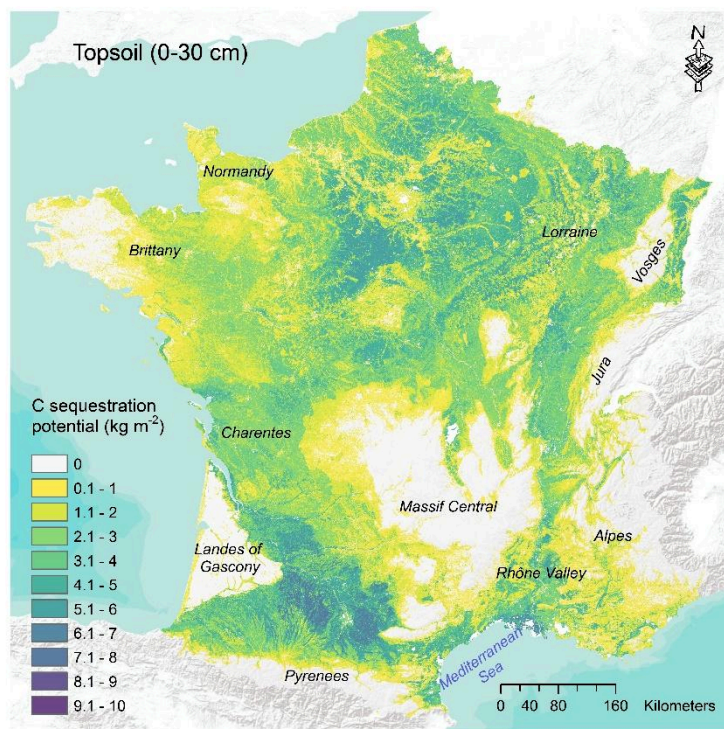 Topsoil (0-30 cm)
N
Normandy
Brittany
Lorraine
Vosges
Jura
C sequestration
potential (kg m-2)
0
0.1 - 1
1.1 - 2
2.1 - 3
3.1 - 4
4.1 - 5
5.1 - 6
6.1 - 7
7.1 - 8
8.1 - 9
9.1 - 10
Charentes
Massif Central
Landes of
Gascony
Alpes
Rhône Valley
Pyrenees
Mediterranean
Sea
0 40 80 160 Kilometers